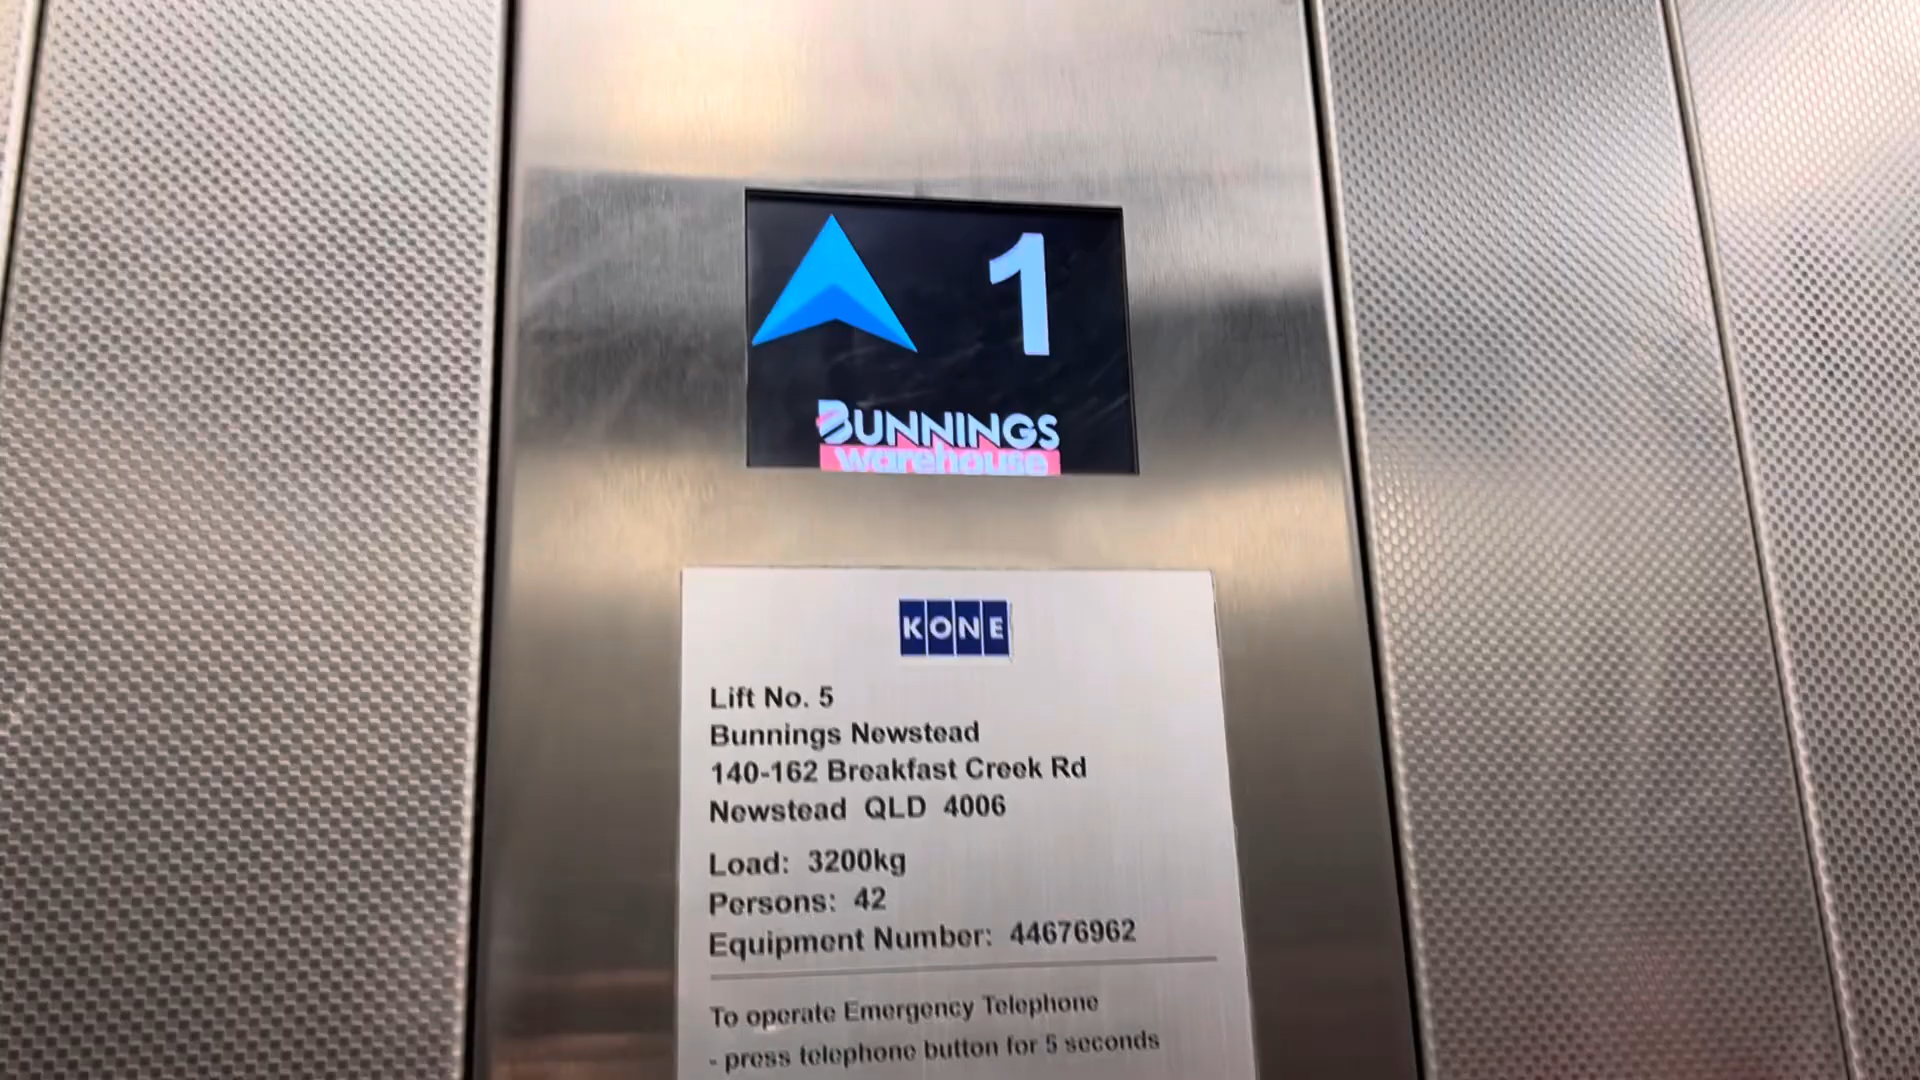 1
BUNNINGS
warehouse
KONE
Lift No. 5
Bunnings Newstead
140-162 Breakfast Creek Rd
Newstead QLD 4006
Load: 3200kg
Persons: 42
Equipment Number: 44676962
To operate Emergency Telephone
- press telephone button for 5 seconds